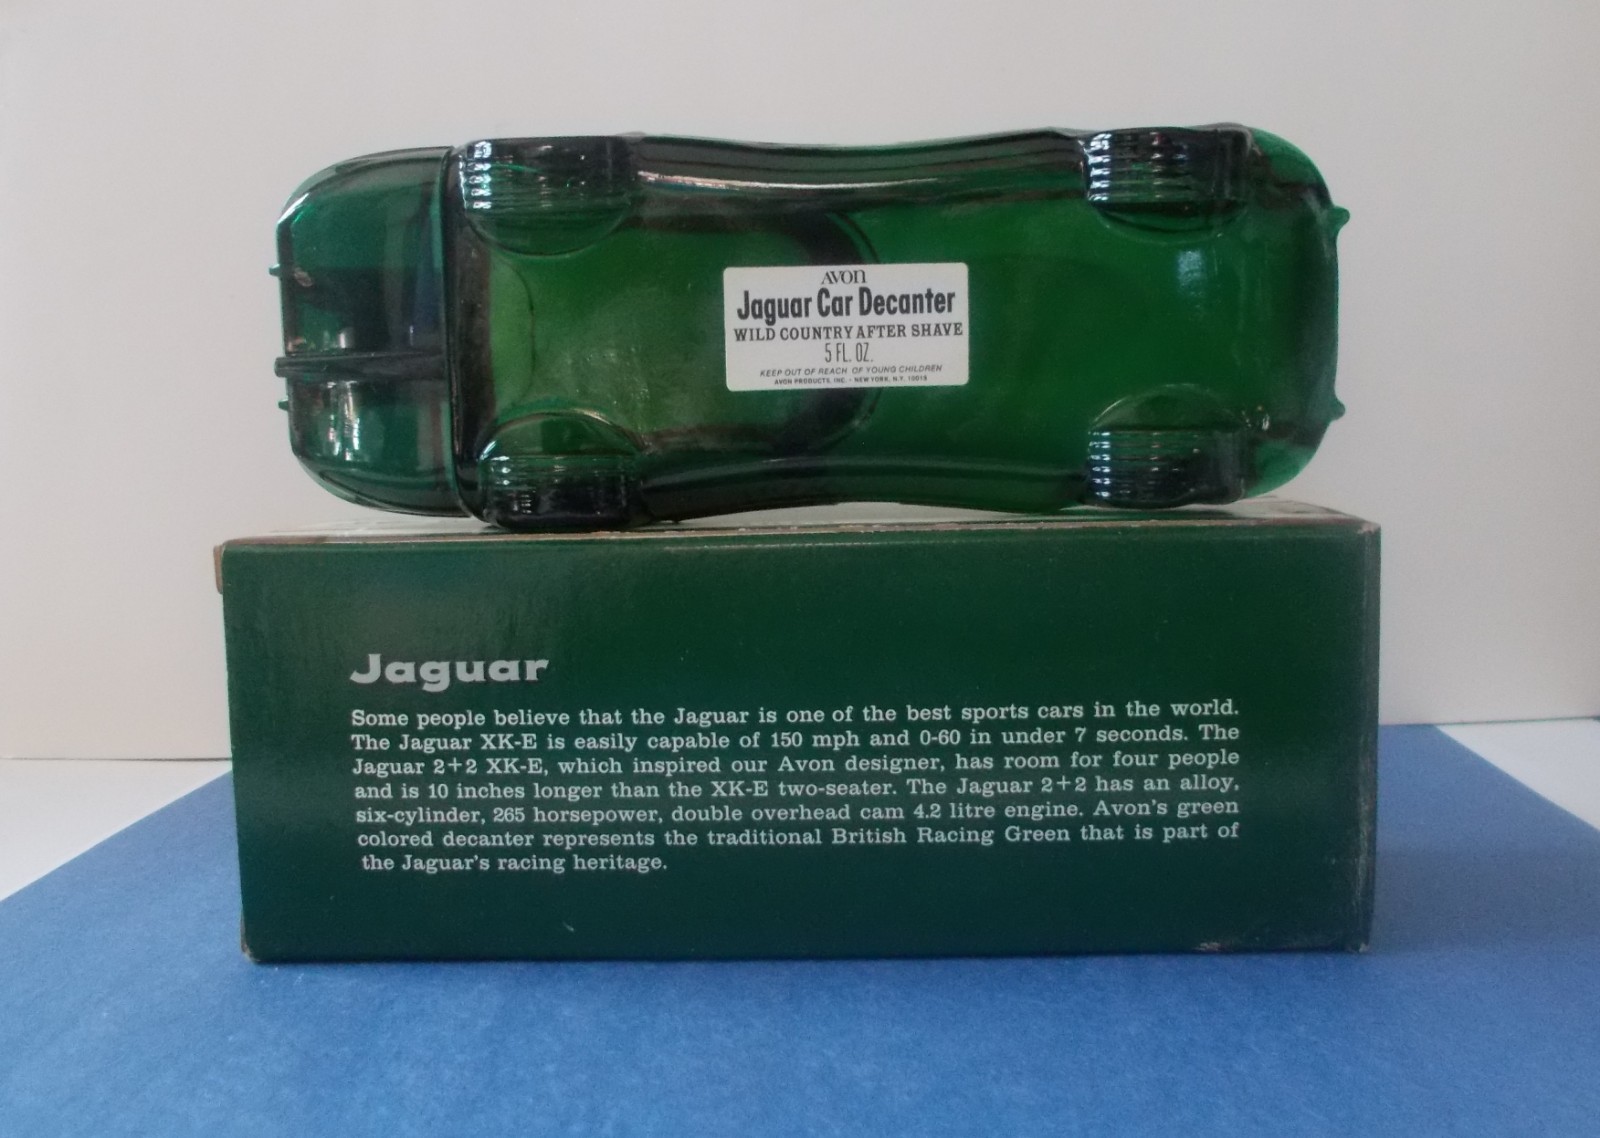 AVON
Jaguar Car Decanter
WILD COUNTRY AFTER SHAVE
5 FL. OZ.
KEEP OUT OF REACH OF YOUNG CHILDREN
AVON PRODUCTS, INC. - NEW YORK, N.Y. 10019
Jaguar
Some people believe that the Jaguar is one of the best sports cars in the world.
The Jaguar XK-E is easily capable of 150 mph and 0-60 in under 7 seconds. The
Jaguar 2+2 XK-E, which inspired our Avon designer, has room for four people
and is 10 inches longer than the XK-E two-seater. The Jaguar 2+2 has an alloy,
six-cylinder, 265 horsepower, double overhead cam 4.2 litre engine. Avon's green
colored decanter represents the traditional British Racing Green that is part of
the Jaguar's racing heritage.